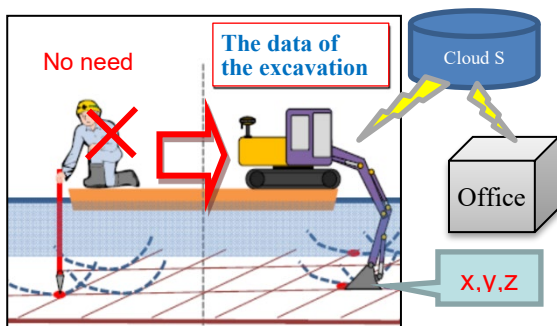 No need
The data of
the excavation
Cloud S
Office
x,y,z